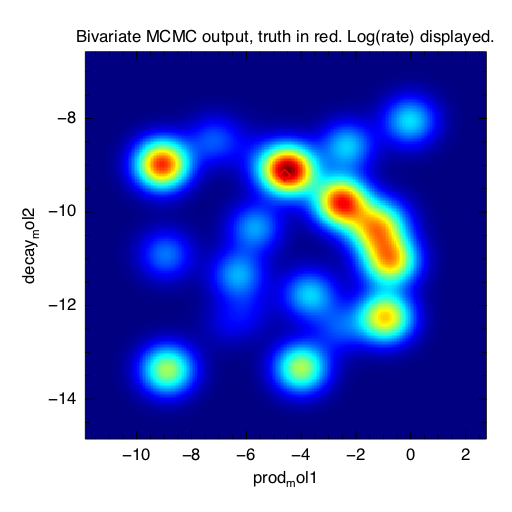 Bivariate MCMC output, truth in red. Log(rate) displayed.
−8
−10
−12
−14
decay_mol2
−10 −8 −6 −4 −2 0 2
prod_mol1